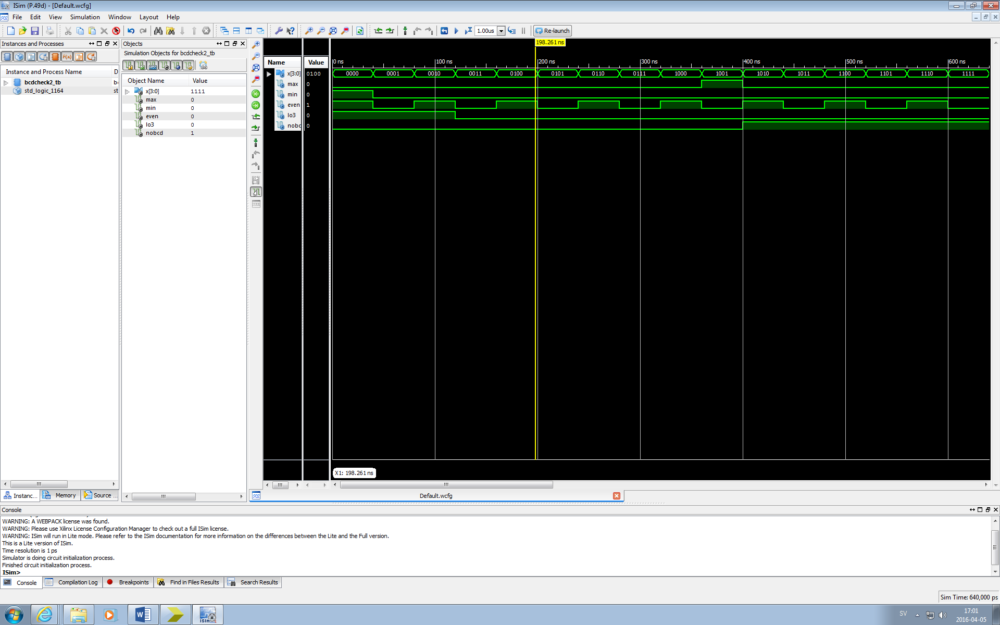 ISim (P.49d) - [Default.wcfg]
File Edit View Simulation Window Layout Help
1.00us Re-launch
Instances and Processes
Instance and Process Name D
bcdcheck2_tb b
std_logic_1164 st
Instanc... Memory Source ...
Objects
Simulation Objects for bcdcheck2_tb
Object Name Value
x[3:0] 1111
max 0
min 0
even 0
lo3 0
nobcd 1
198.261 ns
Name Value
0 ns 100 ns 200 ns 300 ns 400 ns 500 ns 600 ns
x[3:0] 0100 0000 0001 0010 0011 0100 0101 0110 0111 1000 1001 1010 1011 1100 1101 1110 1111
max 0
min 0
even 1
lo3 0
nobc 0
X1: 198.261 ns
Default.wcfg
Console
WARNING: A WEBPACK license was found.
WARNING: Please use Xilinx License Configuration Manager to check out a full ISim license.
WARNING: ISim will run in Lite mode. Please refer to the ISim documentation for more information on the differences between the Lite and the Full version.
This is a Lite version of ISim.
Time resolution is 1 ps
Simulator is doing circuit initialization process.
Finished circuit initialization process.
ISim>
Console Compilation Log Breakpoints Find in Files Results Search Results
Sim Time: 640,000 ps
ISim
SV
17:01
2016-04-05